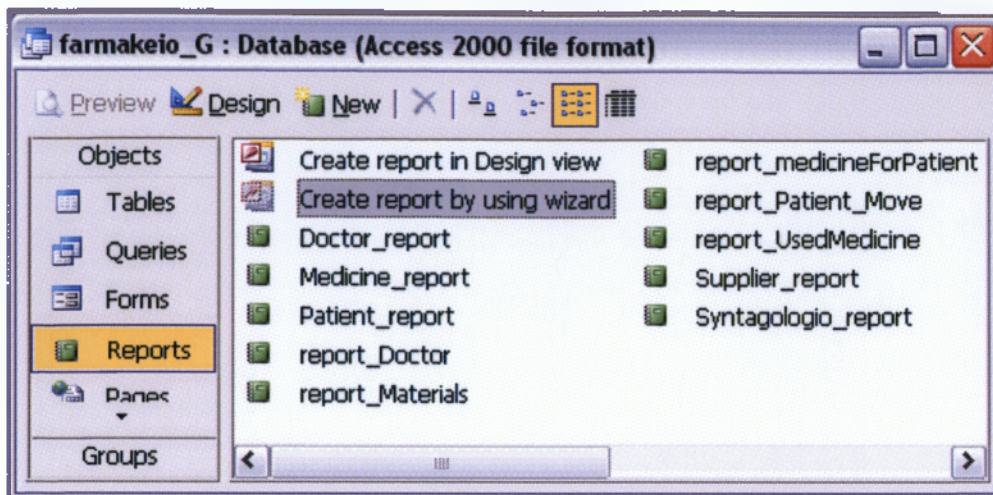 farmakeio_G : Database (Access 2000 file format)
Preview Design New
Objects
Tables
Queries
Forms
Reports
Pages
Groups
Create report in Design view
Create report by using wizard
Doctor_report
Medicine_report
Patient_report
report_Doctor
report_Materials
report_medicineForPatient
report_Patient_Move
report_UsedMedicine
Supplier_report
Syntagologio_report